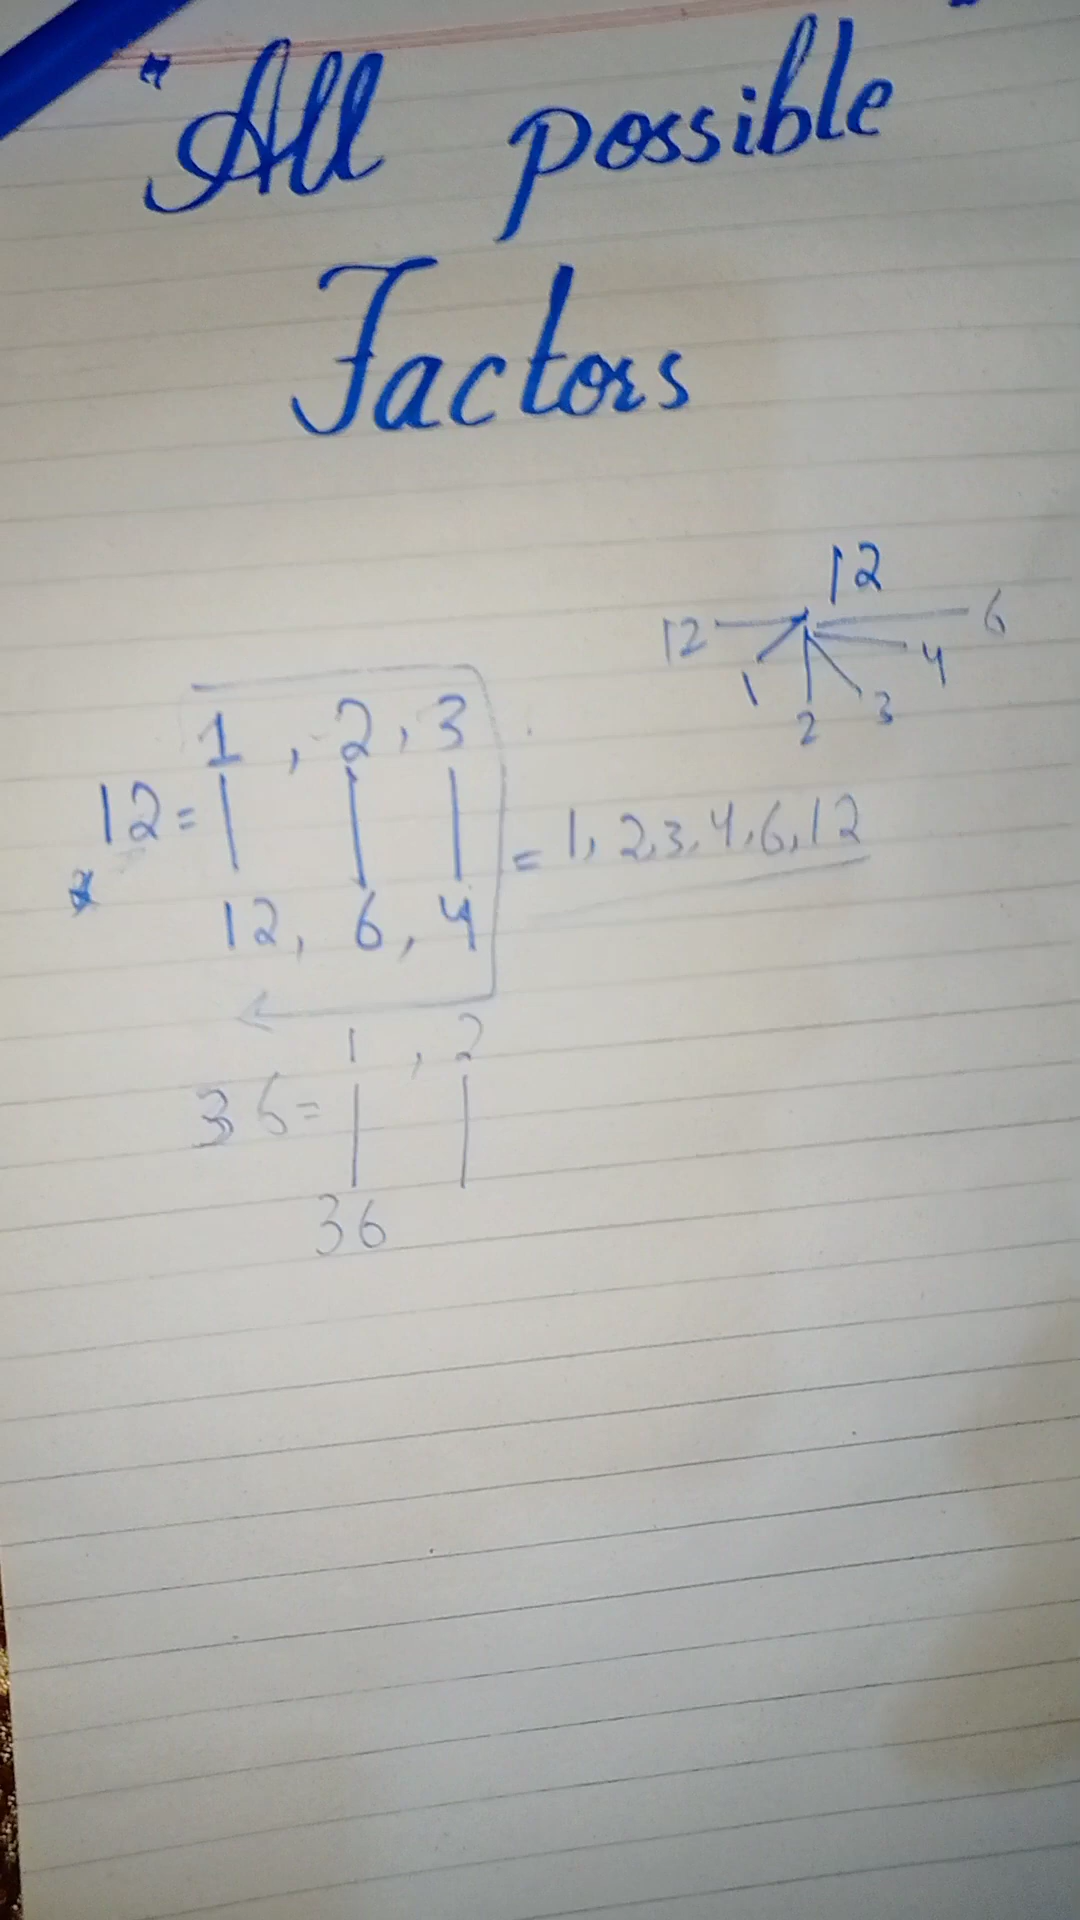 "All possible "
Factors
12
12 6
1 2 3 4
1, 2, 3
12= = 1, 2, 3, 4, 6, 12
*
12, 6, 4
1, 2
36=
36